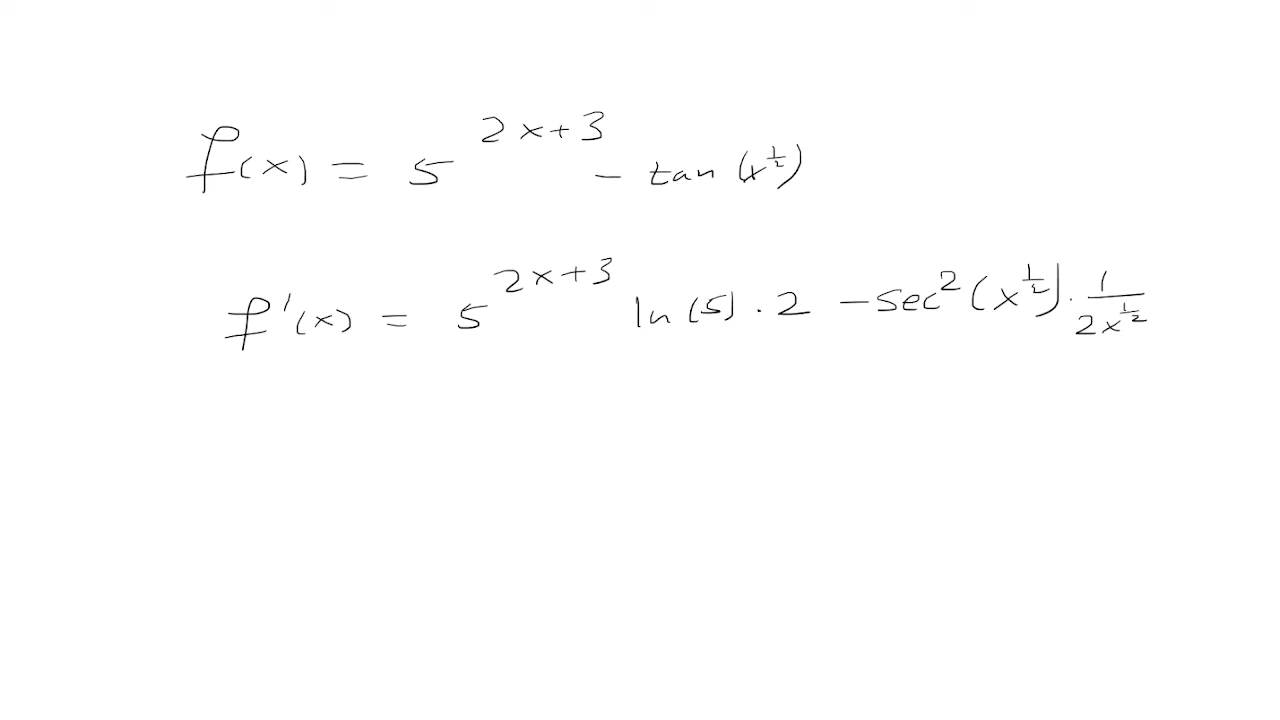 f(x) = 5^{2x+3} - tan(x^{1/2})
f'(x) = 5^{2x+3} ln(5) · 2 - sec^2(x^{1/2}) · \frac{1}{2x^{1/2}}